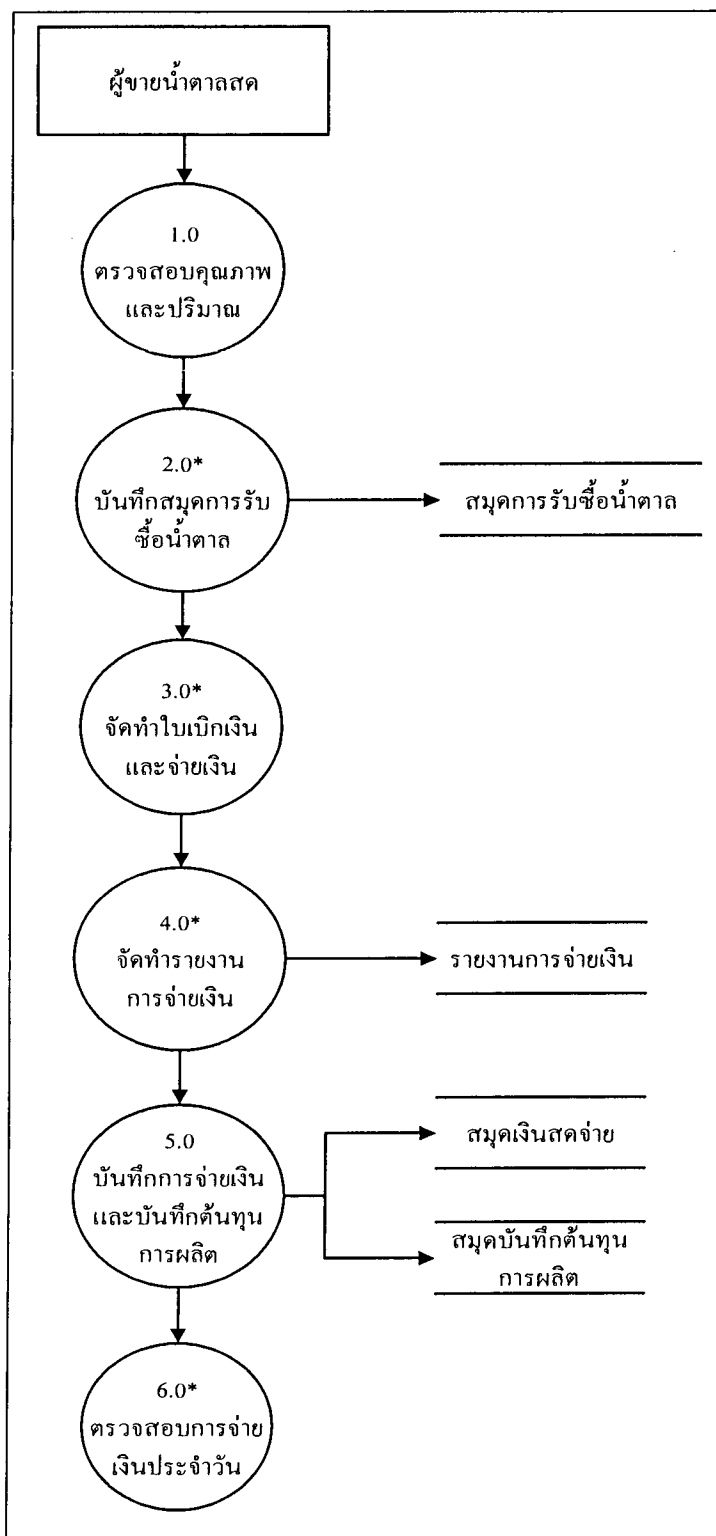 ผู้ขายน้ำตาลสด
1.0
ตรวจสอบคุณภาพ
และปริมาณ
2.0*
บันทึกสมุดการรับ
ซื้อน้ำตาล
สมุดการรับซื้อน้ำตาล
3.0*
จัดทำใบเบิกเงิน
และจ่ายเงิน
4.0*
จัดทำรายงาน
การจ่ายเงิน
รายงานการจ่ายเงิน
5.0
บันทึกการจ่ายเงิน
และบันทึกต้นทุน
การผลิต
สมุดเงินสดจ่าย
สมุดบันทึกต้นทุน
การผลิต
6.0*
ตรวจสอบการจ่าย
เงินประจำวัน